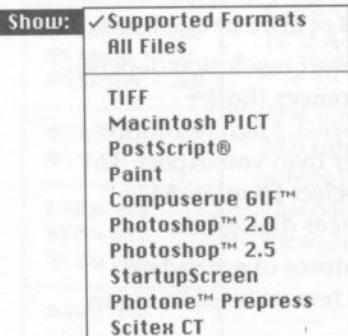 Show: ✓Supported Formats
All Files
TIFF
Macintosh PICT
PostScript®
Paint
Compuserve GIF™
Photoshop™ 2.0
Photoshop™ 2.5
StartupScreen
Photone™ Prepress
Scitex CT